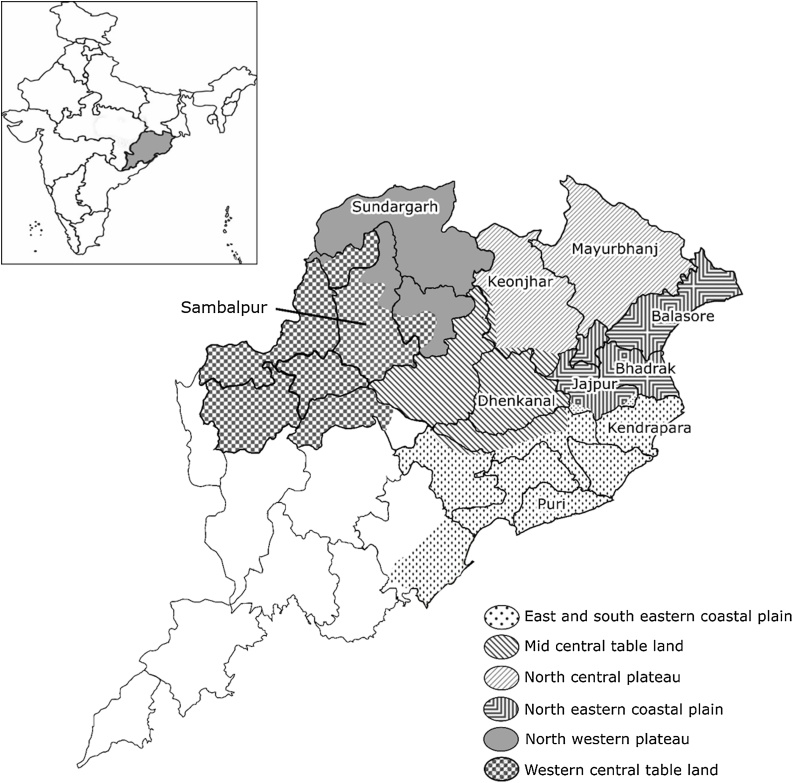 Sundargarh
Mayurbhanj
Keonjhar
Sambalpur
Balasore
Bhadrak
Jajpur
Dhenkanal
Kendrapara
Puri
East and south eastern coastal plain
Mid central table land
North central plateau
North eastern coastal plain
North western plateau
Western central table land